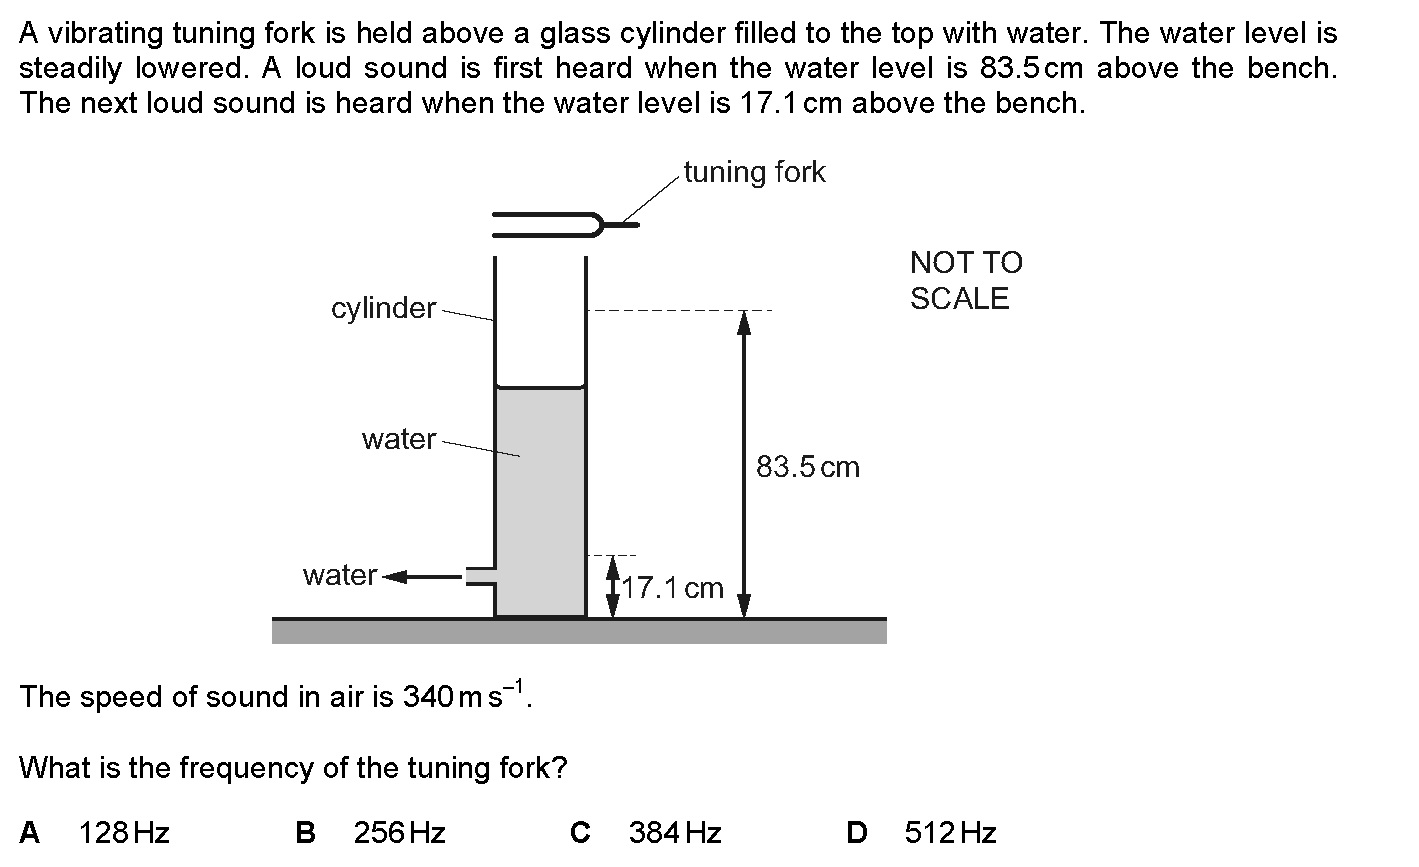 A vibrating tuning fork is held above a glass cylinder filled to the top with water. The water level is
steadily lowered. A loud sound is first heard when the water level is 83.5 cm above the bench.
The next loud sound is heard when the water level is 17.1 cm above the bench.
tuning fork
NOT TO
SCALE
cylinder
water
83.5 cm
water
17.1 cm
The speed of sound in air is 340 m s⁻¹.
What is the frequency of the tuning fork?
A 128 Hz B 256 Hz C 384 Hz D 512 Hz